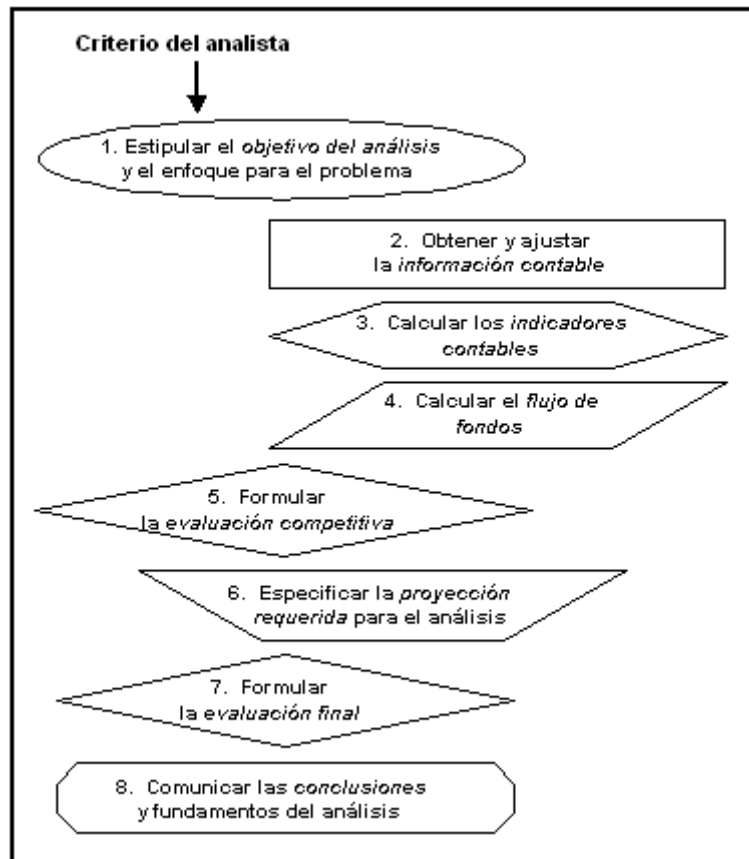 Criterio del analista
1. Estipular el objetivo del análisis
y el enfoque para el problema
2. Obtener y ajustar
la información contable
3. Calcular los indicadores
contables
4. Calcular el flujo de
fondos
5. Formular
la evaluación competitiva
6. Especificar la proyección
requerida para el análisis
7. Formular
la evaluación final
8. Comunicar las conclusiones
y fundamentos del análisis